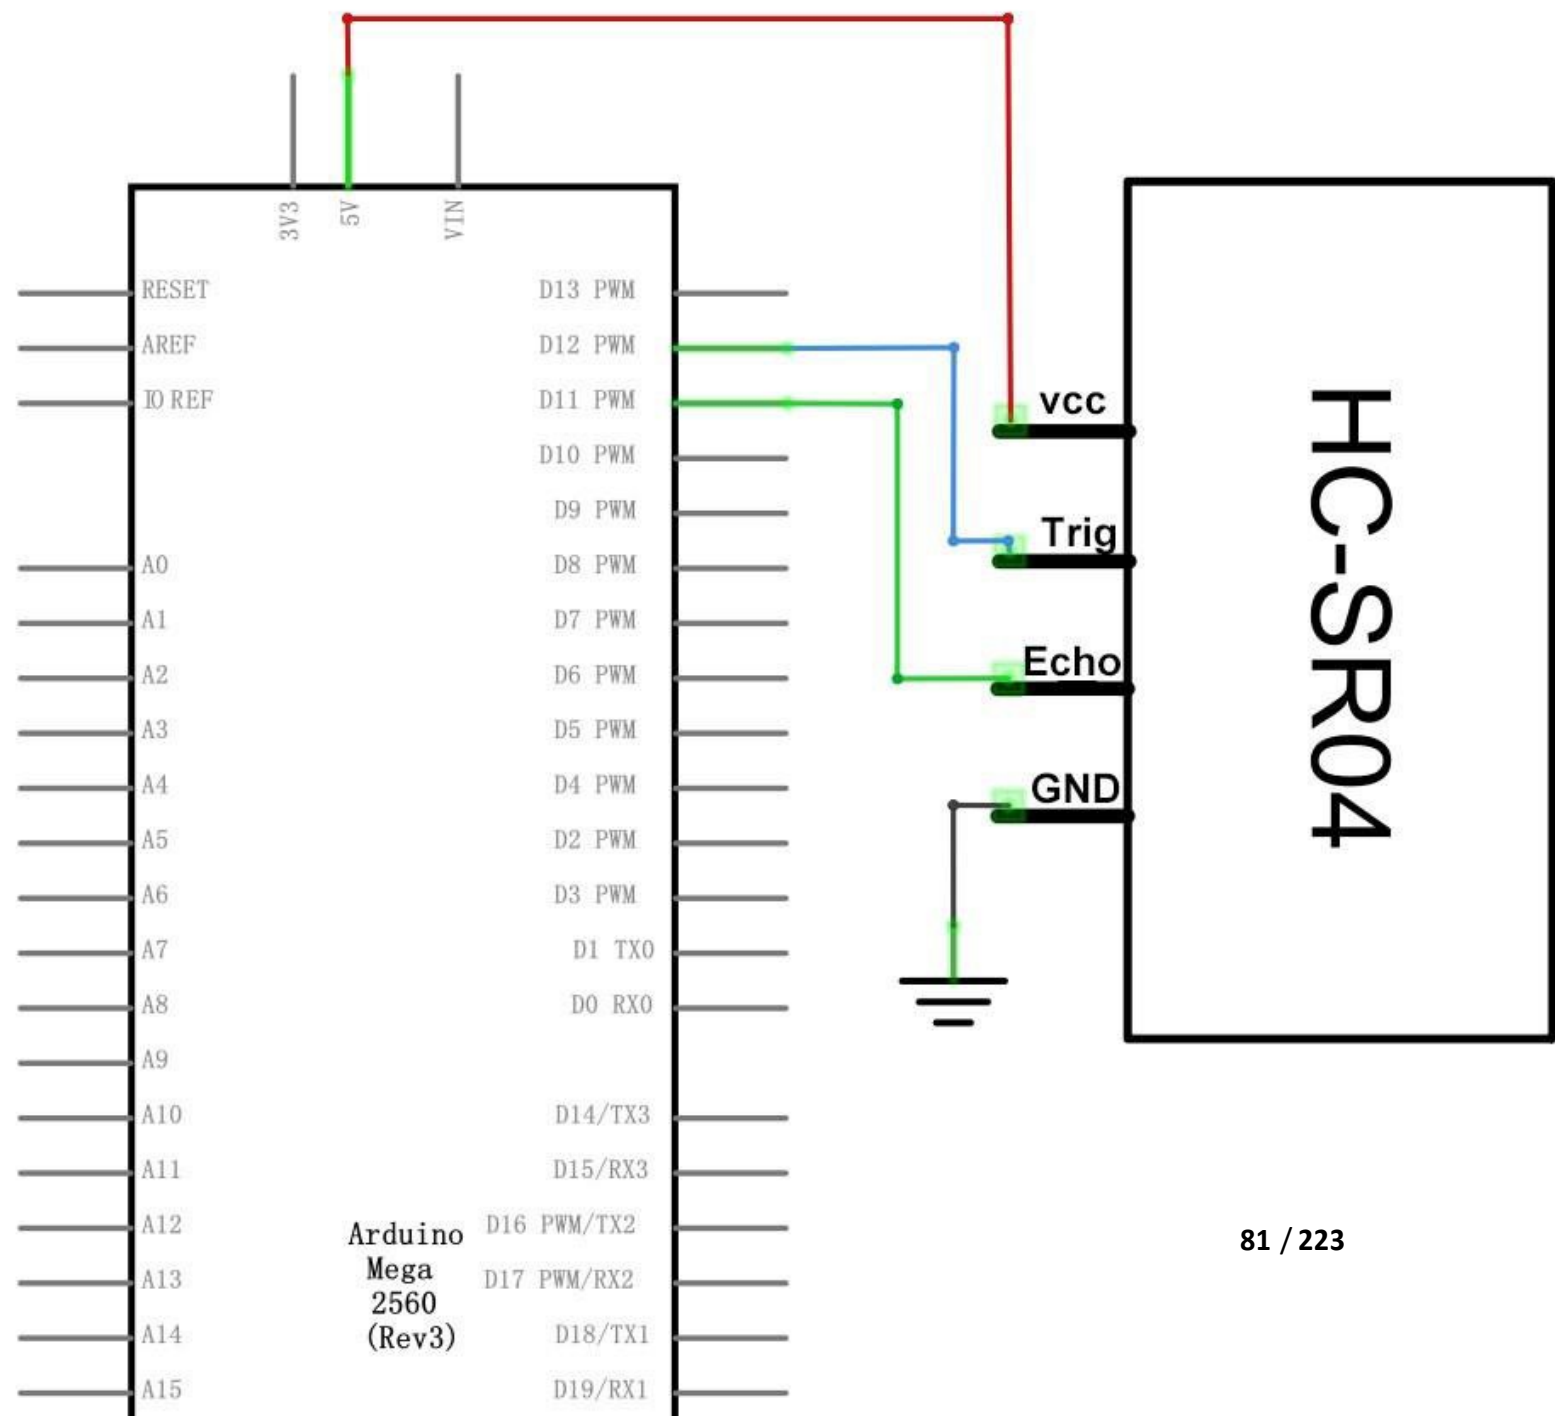 3V3
5V
VIN
RESET
AREF
IO REF
A0
A1
A2
A3
A4
A5
A6
A7
A8
A9
A10
A11
A12
A13
A14
A15
D13 PWM
D12 PWM
D11 PWM
D10 PWM
D9 PWM
D8 PWM
D7 PWM
D6 PWM
D5 PWM
D4 PWM
D2 PWM
D3 PWM
D1 TX0
D0 RX0
D14/TX3
D15/RX3
D16 PWM/TX2
D17 PWM/RX2
D18/TX1
D19/RX1
Arduino
Mega
2560
(Rev3)
vcc
Trig
Echo
GND
HC-SR04
81 / 223